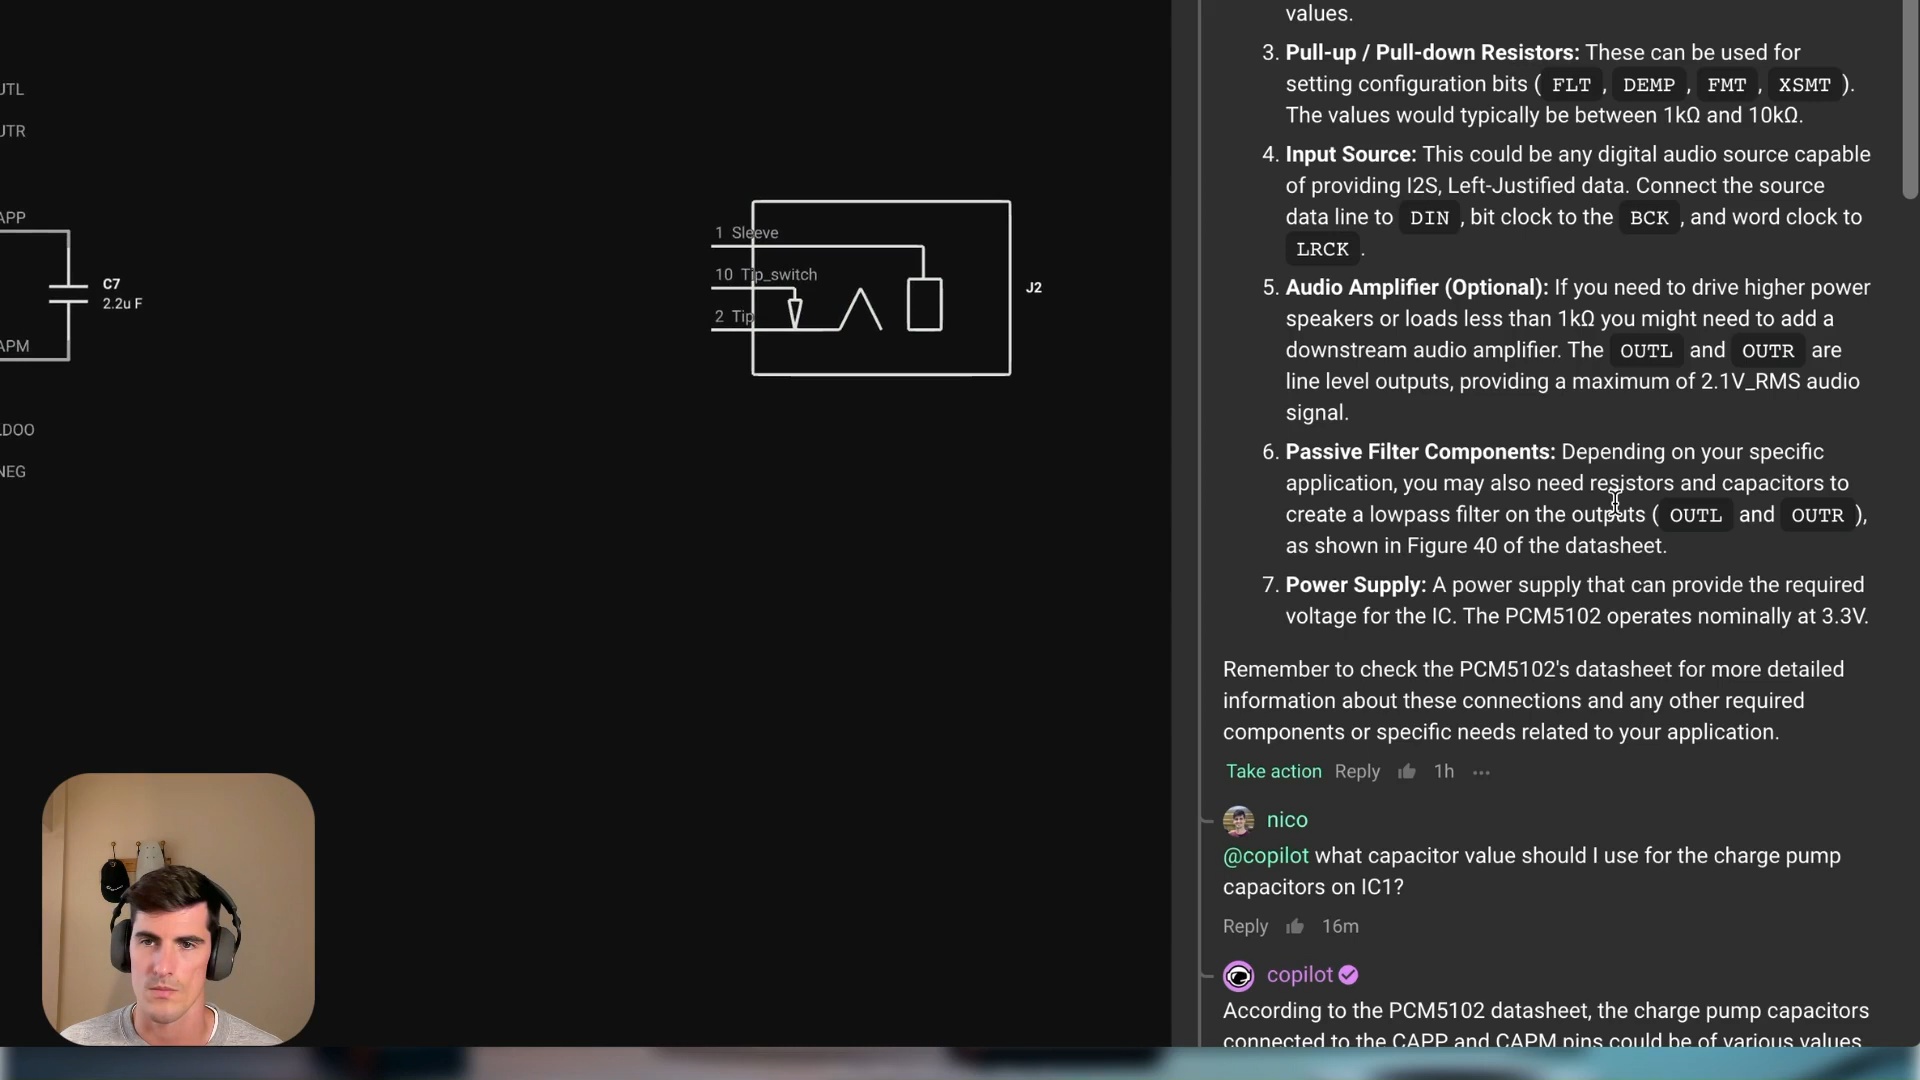 UTL
UTR
APP
C7
2.2u F
APM
LDOO
NEG
1 Sleeve
10 Tip_switch
2 Tip
J2
values.
3. Pull-up / Pull-down Resistors: These can be used for
setting configuration bits ( FLT , DEMP , FMT , XSMT ).
The values would typically be between 1kΩ and 10kΩ.
4. Input Source: This could be any digital audio source capable
of providing I2S, Left-Justified data. Connect the source
data line to DIN , bit clock to the BCK , and word clock to
LRCK .
5. Audio Amplifier (Optional): If you need to drive higher power
speakers or loads less than 1kΩ you might need to add a
downstream audio amplifier. The OUTL and OUTR are
line level outputs, providing a maximum of 2.1V_RMS audio
signal.
6. Passive Filter Components: Depending on your specific
application, you may also need resistors and capacitors to
create a lowpass filter on the outputs ( OUTL and OUTR ),
as shown in Figure 40 of the datasheet.
7. Power Supply: A power supply that can provide the required
voltage for the IC. The PCM5102 operates nominally at 3.3V.
Remember to check the PCM5102's datasheet for more detailed
information about these connections and any other required
components or specific needs related to your application.
Take action Reply 1h ...
nico
@copilot what capacitor value should I use for the charge pump
capacitors on IC1?
Reply 16m
copilot
According to the PCM5102 datasheet, the charge pump capacitors
connected to the CAPP and CAPM pins could be of various values